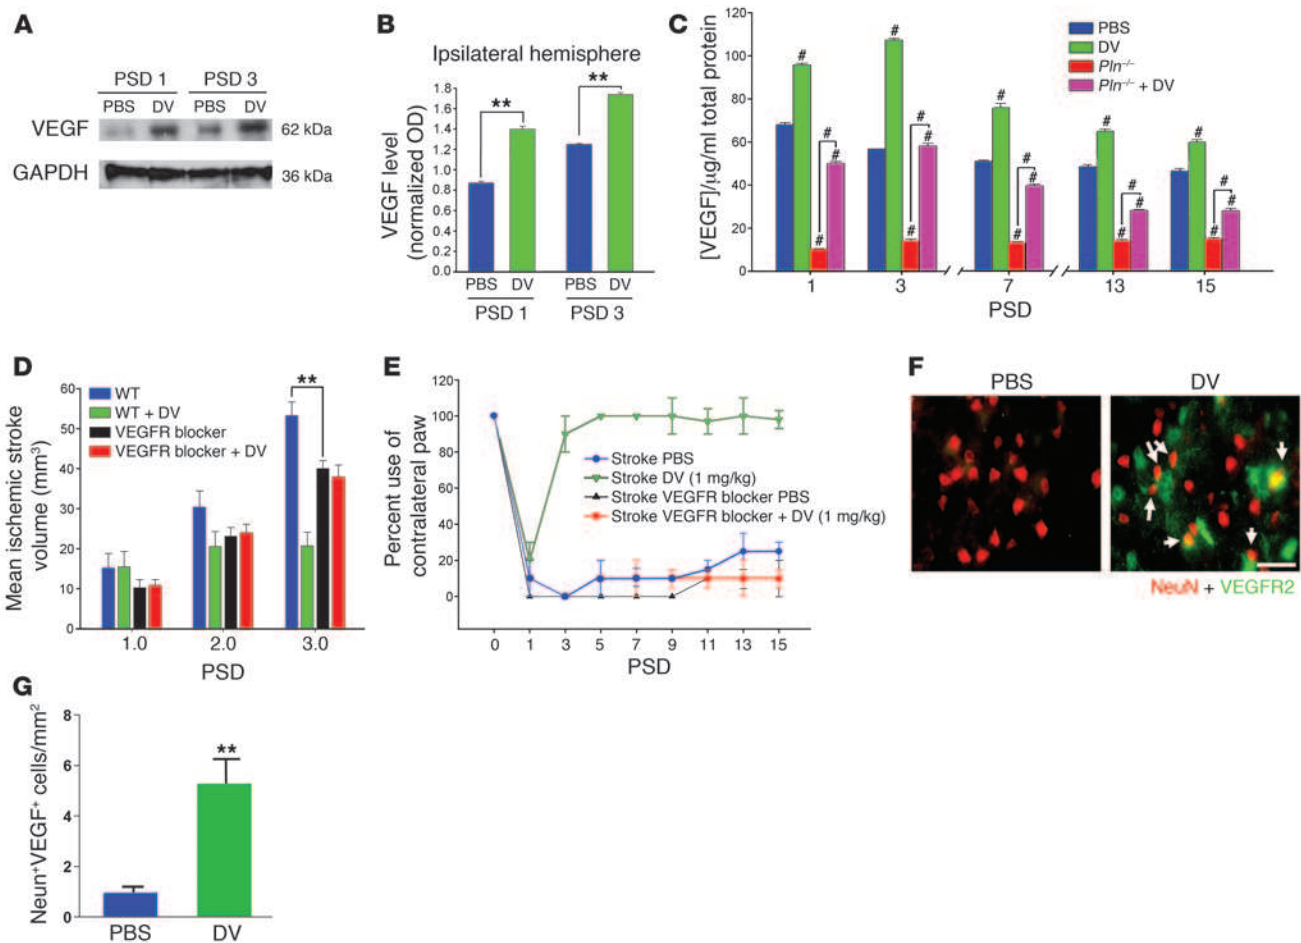 A
PSD 1 PSD 3
PBS DV PBS DV
VEGF 62 kDa
GAPDH 36 kDa
B
Ipsilateral hemisphere
VEGF level
(normalized OD)
1.8
1.6
1.4
1.2
1.0
0.8
0.6
0.4
0.2
0.0
** **
PBS DV PBS DV
PSD 1 PSD 3
C
[VEGF]/µg/ml total protein
120
100
80
60
40
20
0
PBS
DV
Pln–/–
Pln–/– + DV
# # # #
# # # #
# # # #
# # # #
# # # #
1 3 7 13 15
PSD
D
Mean ischemic stroke
volume (mm3)
60
50
40
30
20
10
0
WT
WT + DV
VEGFR blocker
VEGFR blocker + DV
**
1.0 2.0 3.0
PSD
E
Percent use of
contralateral paw
120
100
80
60
40
20
0
Stroke PBS
Stroke DV (1 mg/kg)
Stroke VEGFR blocker PBS
Stroke VEGFR blocker + DV (1 mg/kg)
0 1 3 5 7 9 11 13 15
PSD
F
PBS DV
NeuN + VEGFR2
G
Neun+VEGF+ cells/mm2
8
6
4
2
0
**
PBS DV